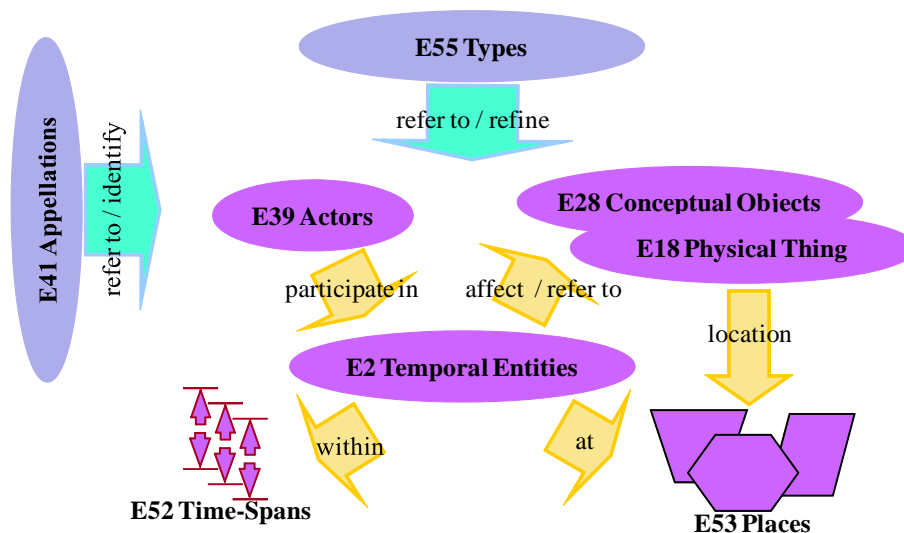 E55 Types
refer to / refine
E41 Appellations
refer to / identify
E39 Actors
E28 Conceptual Objects
E18 Physical Thing
participate in
affect / refer to
location
E2 Temporal Entities
within
at
E52 Time-Spans
E53 Places